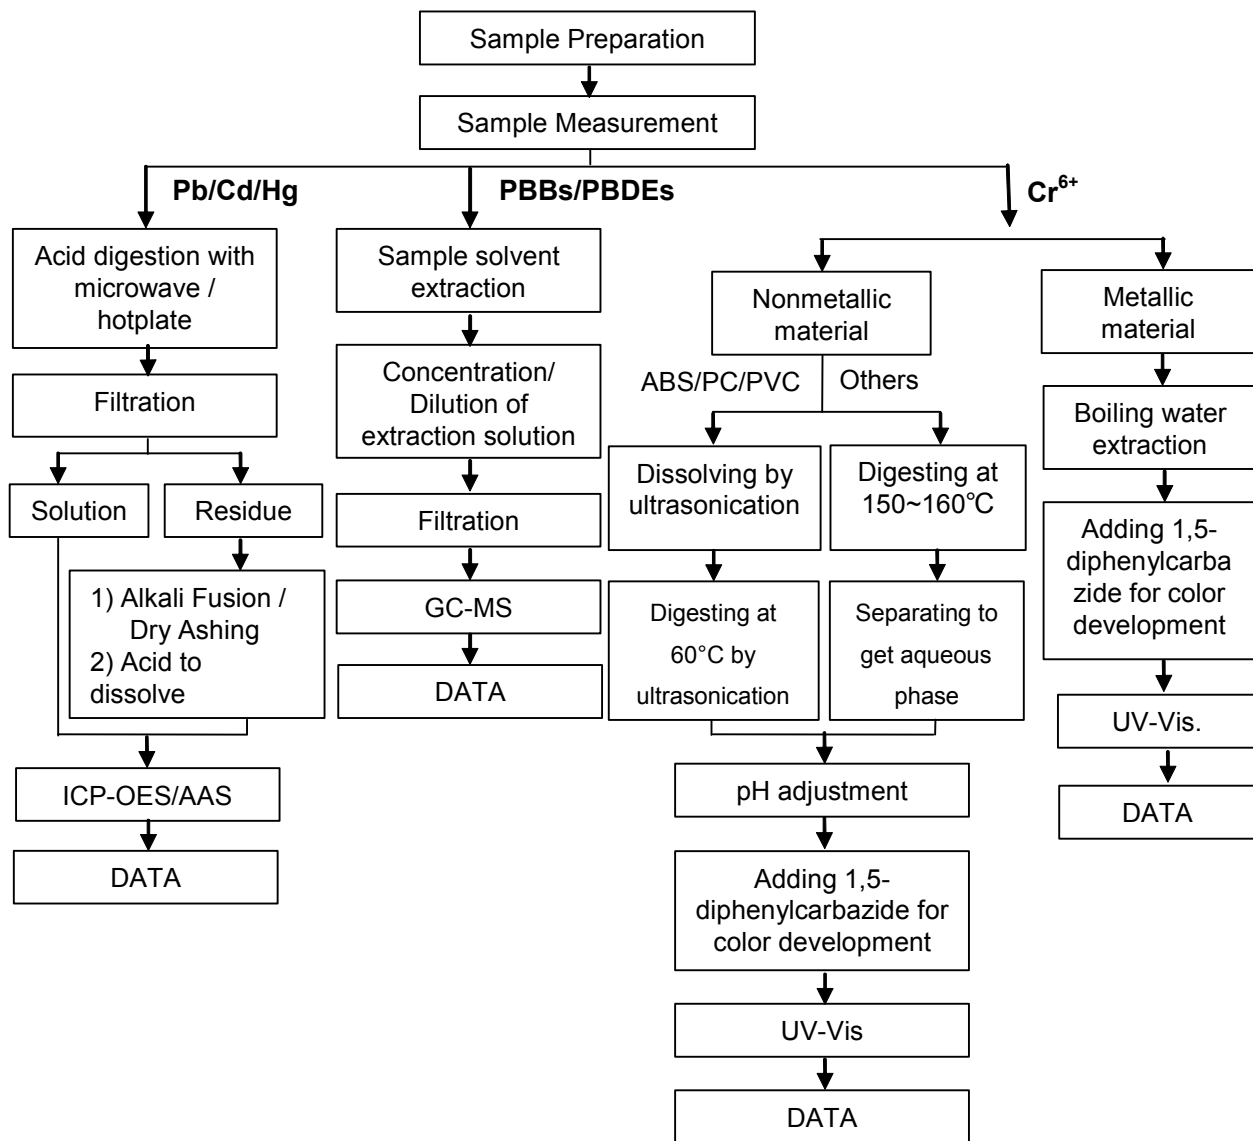 Sample Preparation
Sample Measurement
Pb/Cd/Hg
PBBs/PBDEs
Cr⁶⁺
Acid digestion with
microwave /
hotplate
Filtration
Solution
Residue
1) Alkali Fusion /
Dry Ashing
2) Acid to
dissolve
ICP-OES/AAS
DATA
Sample solvent
extraction
Concentration/
Dilution of
extraction solution
Filtration
GC-MS
DATA
Nonmetallic
material
ABS/PC/PVC
Others
Dissolving by
ultrasonication
Digesting at
60°C by
ultrasonication
Digesting at
150~160℃
Separating to
get aqueous
phase
pH adjustment
Adding 1,5-
diphenylcarbazide for
color development
UV-Vis
DATA
Metallic
material
Boiling water
extraction
Adding 1,5-
diphenylcarba
zide for color
development
UV-Vis.
DATA